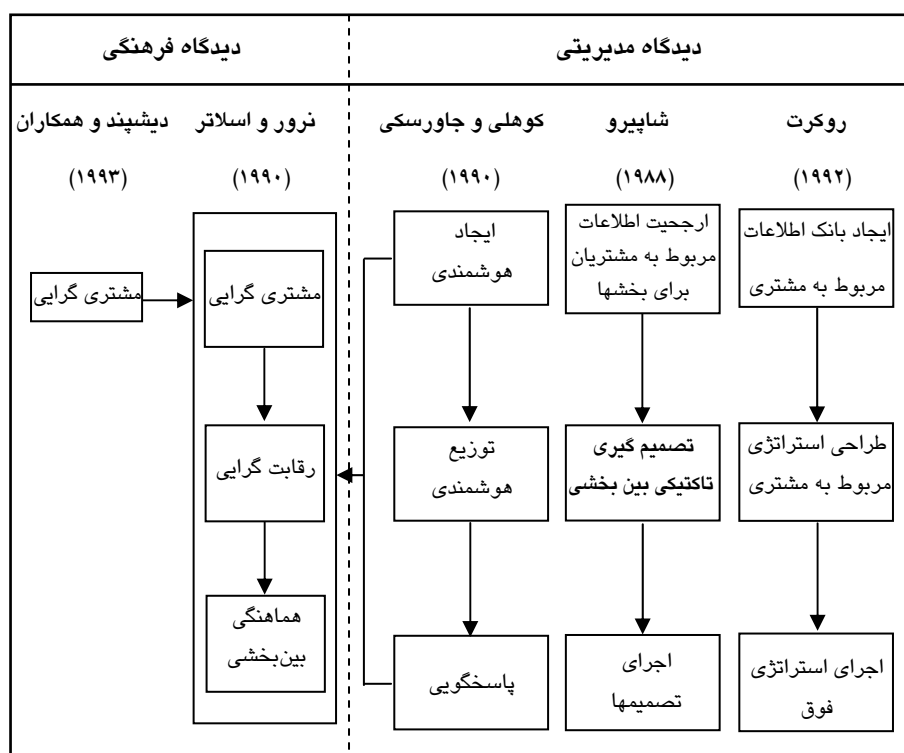 دیدگاه مدیریتی
دیدگاه فرهنگی
روکرت
(۱۹۹۲)
ایجاد بانک اطلاعات
مربوط به مشتری
طراحی استراتژی
مربوط به مشتری
اجرای استراتژی
فوق
شاپیرو
(۱۹۸۸)
ارجحیت اطلاعات
مربوط به مشتریان
برای بخشها
تصمیم گیری
تاکتیکی بین بخشی
اجرای
تصمیمها
کوهلی و جاورسکی
(۱۹۹۰)
ایجاد
هوشمندی
توزیع
هوشمندی
پاسخگویی
نرور و اسلاتر
(۱۹۹۰)
مشتری گرایی
رقابت گرایی
هماهنگی
بین‌بخشی
دیشپند و همکاران
(۱۹۹۳)
مشتری گرایی